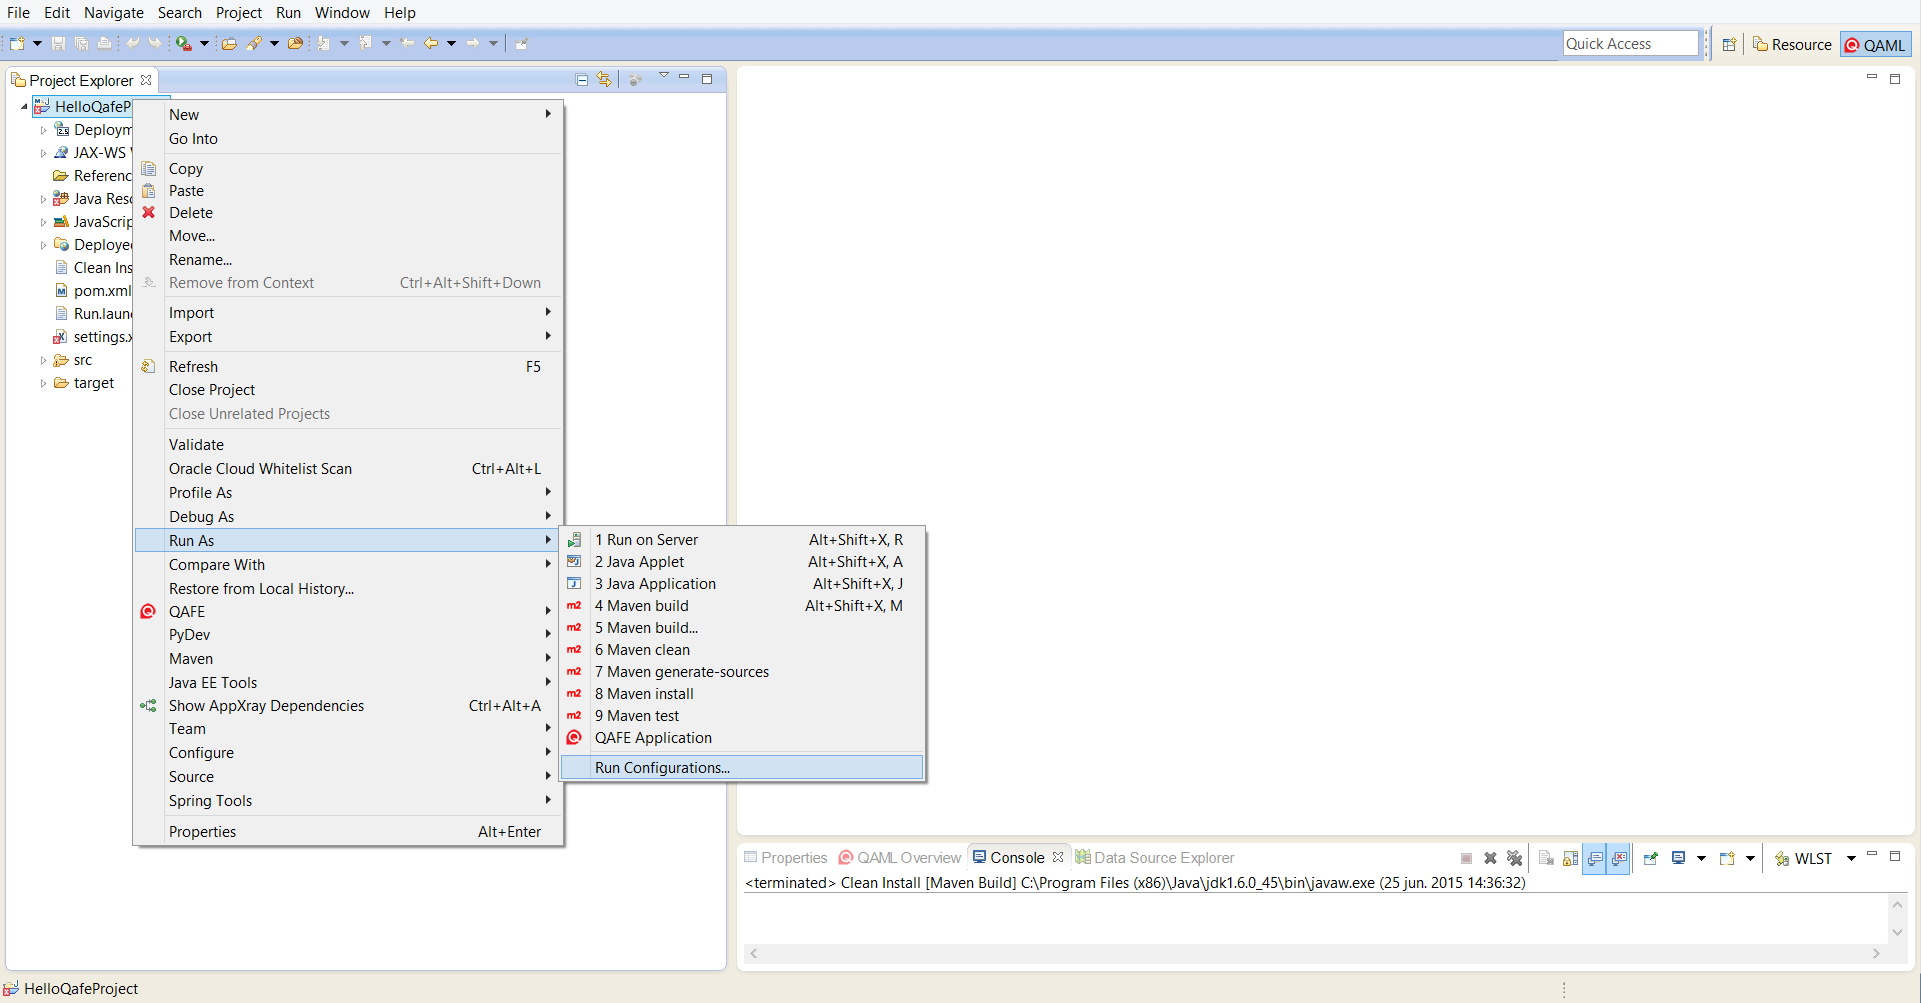 File Edit Navigate Search Project Run Window Help
Quick Access
Resource
QAML
Project Explorer
HelloQafeP
Deploym
JAX-WS
Referenc
Java Reso
JavaScrip
Deployed
Clean Ins
pom.xml
Run.laun
settings.x
src
target
New
Go Into
Copy
Paste
Delete
Move...
Rename...
Remove from Context Ctrl+Alt+Shift+Down
Import
Export
Refresh F5
Close Project
Close Unrelated Projects
Validate
Oracle Cloud Whitelist Scan Ctrl+Alt+L
Profile As
Debug As
Run As
Compare With
Restore from Local History...
QAFE
PyDev
Maven
Java EE Tools
Show AppXray Dependencies Ctrl+Alt+A
Team
Configure
Source
Spring Tools
Properties Alt+Enter
1 Run on Server Alt+Shift+X, R
2 Java Applet Alt+Shift+X, A
3 Java Application Alt+Shift+X, J
m2 4 Maven build Alt+Shift+X, M
m2 5 Maven build...
m2 6 Maven clean
m2 7 Maven generate-sources
m2 8 Maven install
m2 9 Maven test
QAFE Application
Run Configurations...
Properties QAML Overview Console Data Source Explorer
WLST
<terminated> Clean Install [Maven Build] C:\Program Files (x86)\Java\jdk1.6.0_45\bin\javaw.exe (25 jun. 2015 14:36:32)
HelloQafeProject